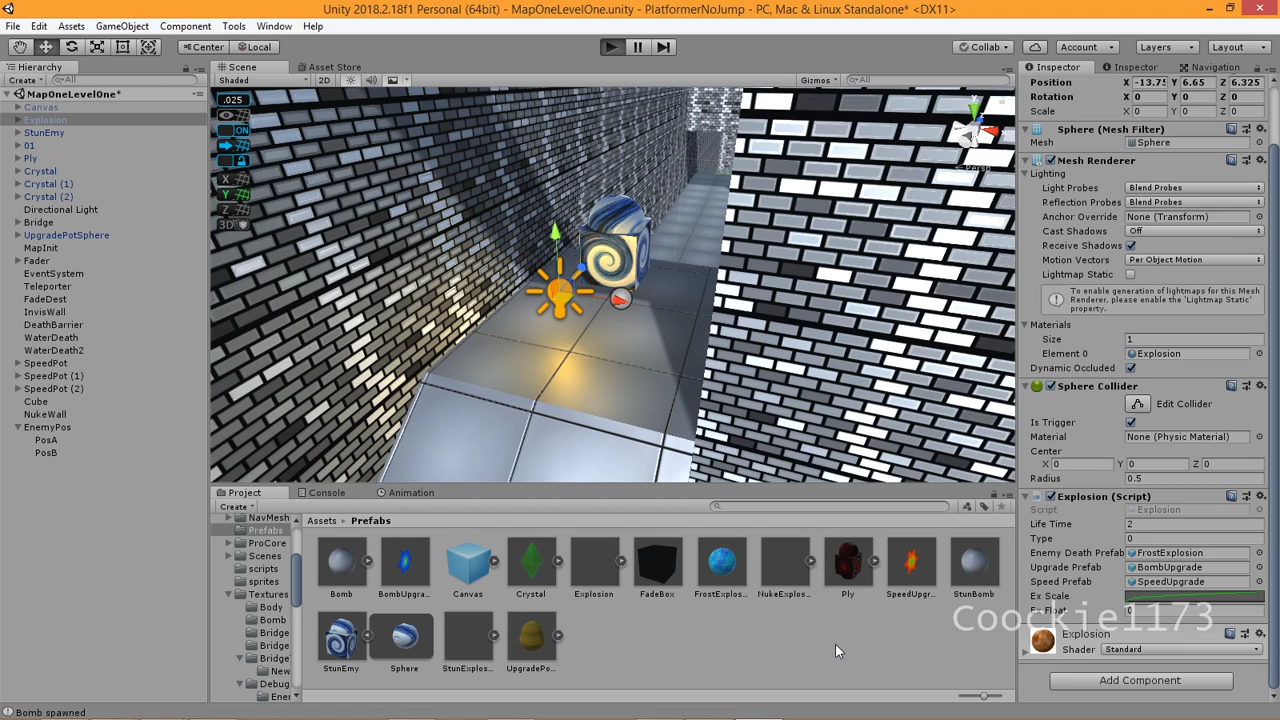 Unity 2018.2.18f1 Personal (64bit) - MapOneLevelOne.unity - PlatformerNoJump - PC, Mac & Linux Standalone* <DX11>
File Edit Assets GameObject Component Tools Window Help
Center Local Collab Account Layers Layout
Hierarchy
Create All
MapOneLevelOne*
Canvas
Explosion
StunEmy
01
Ply
Crystal
Crystal (1)
Crystal (2)
Directional Light
Bridge
UpgradePotSphere
MapInit
Fader
EventSystem
Teleporter
FadeDest
InvisWall
DeathBarrier
WaterDeath
WaterDeath2
SpeedPot
SpeedPot (1)
SpeedPot (2)
Cube
NukeWall
EnemyPos
PosA
PosB
Scene Asset Store
Shaded 2D Gizmos All
.025
ON
X
Y
Z
3D
Persp
Project Console Animation
Create
NavMesh
Prefabs
ProCore
Scenes
scripts
sprites
Textures
Body
Bomb
Bridge
Bridge
Bridge
New
Debug
Ener
Assets Prefabs
Bomb BombUpgra... Canvas Crystal Explosion FadeBox FrostExplos... NukeExplos... Ply SpeedUpgr... StunBomb
StunEmy Sphere StunExplos... UpgradePo...
Inspector Inspector Navigation
Position X -13.75 Y 6.65 Z 6.325
Rotation X 0 Y 0 Z 0
Scale X 0 Y 0 Z 0
Sphere (Mesh Filter)
Mesh Sphere
Mesh Renderer
Lighting
Light Probes Blend Probes
Reflection Probes Blend Probes
Anchor Override None (Transform)
Cast Shadows Off
Receive Shadows
Motion Vectors Per Object Motion
Lightmap Static
To enable generation of lightmaps for this Mesh
Renderer, please enable the 'Lightmap Static'
property.
Materials
Size 1
Element 0 Explosion
Dynamic Occluded
Sphere Collider
Edit Collider
Is Trigger
Material None (Physic Material)
Center
X 0 Y 0 Z 0
Radius 0.5
Explosion (Script)
Script Explosion
Life Time 2
Type 0
Enemy Death Prefab FrostExplosion
Upgrade Prefab BombUpgrade
Speed Prefab SpeedUpgrade
Ex Scale
Ex Float 0
Coockie1173
Explosion
Shader Standard
Add Component
Bomb spawned